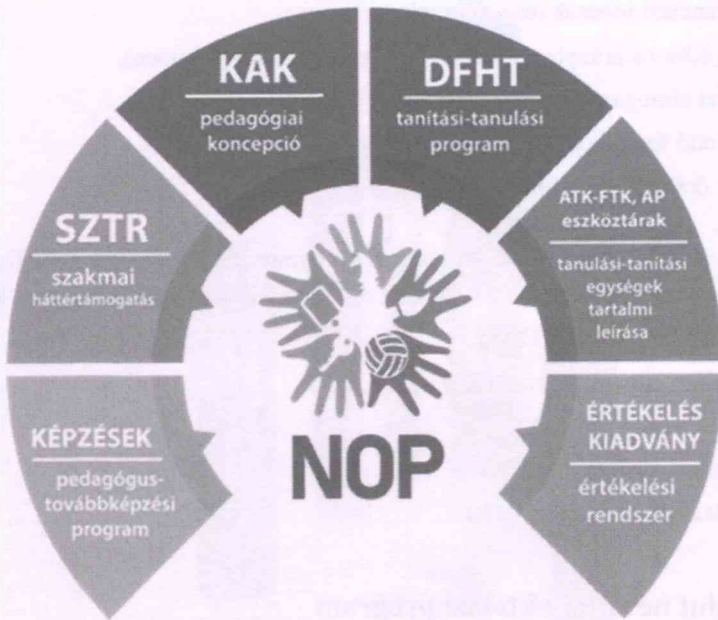 KAK
pedagógiai
koncepció
DFHT
tanítási-tanulási
program
SZTR
szakmai
háttértámogatás
ATK-FTK, AP
eszköztárak
tanulási-tanítási
egységek
tartalmi
leírása
KÉPZÉSEK
pedagógus-
továbbképzési
program
ÉRTÉKELÉS
KIADVÁNY
értékelési
rendszer
NOP